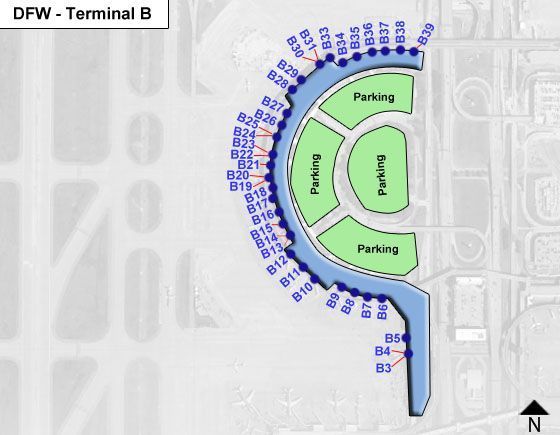 DFW - Terminal B
B39
B38
B37
B36
B35
B34
B33
B31
B30
B29
B28
B27
B26
B25
B24
B23
B22
B21
B20
B19
B18
B17
B16
B15
B14
B13
B12
B11
B10
B9
B8
B7
B6
B5
B4
B3
Parking
Parking
Parking
Parking
N